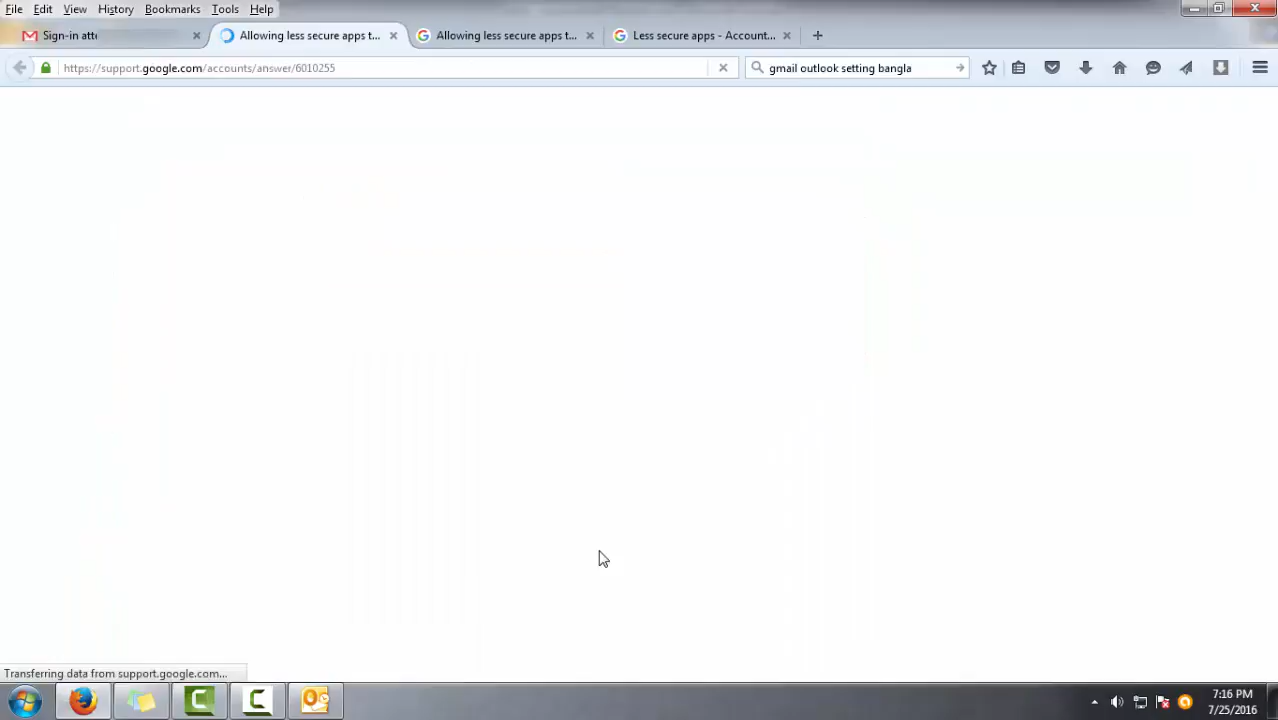 File Edit View History Bookmarks Tools Help
Sign-in atte
Allowing less secure apps t...
Allowing less secure apps t...
Less secure apps - Account...
https://support.google.com/accounts/answer/6010255
gmail outlook setting bangla
Transferring data from support.google.com...
7:16 PM
7/25/2016